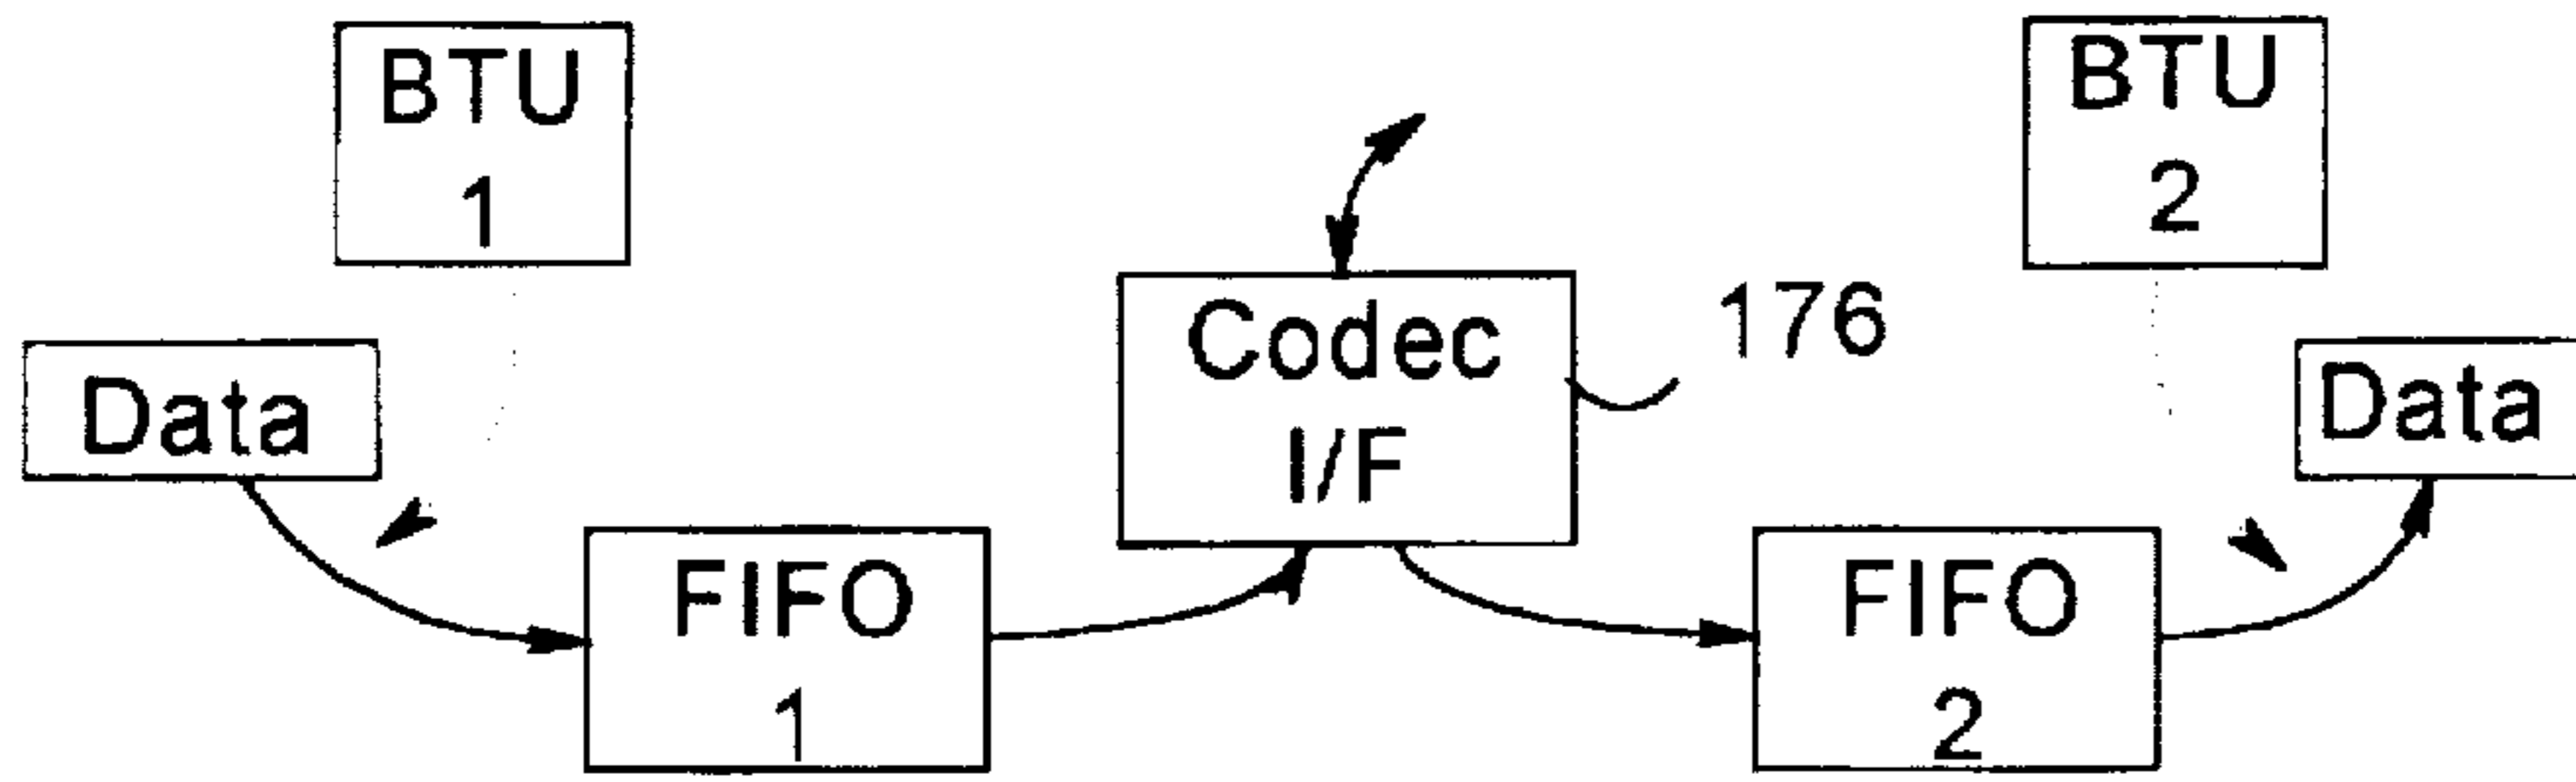 BTU
1
BTU
2
Codec
I/F
176
Data
Data
FIFO
1
FIFO
2